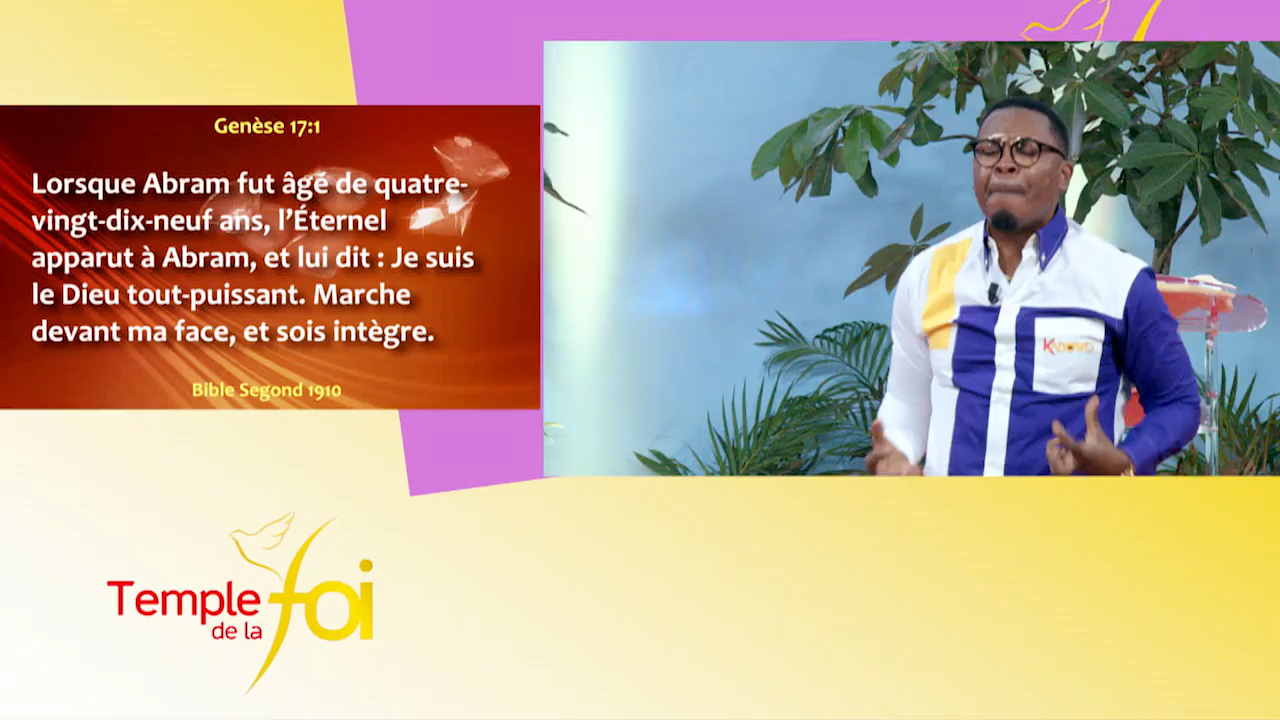 Genèse 17:1
Lorsque Abram fut âgé de quatre-
vingt-dix-neuf ans, l’Éternel
apparut à Abram, et lui dit : Je suis
le Dieu tout-puissant. Marche
devant ma face, et sois intègre.
Bible Segond 1910
Temple
de la
foi